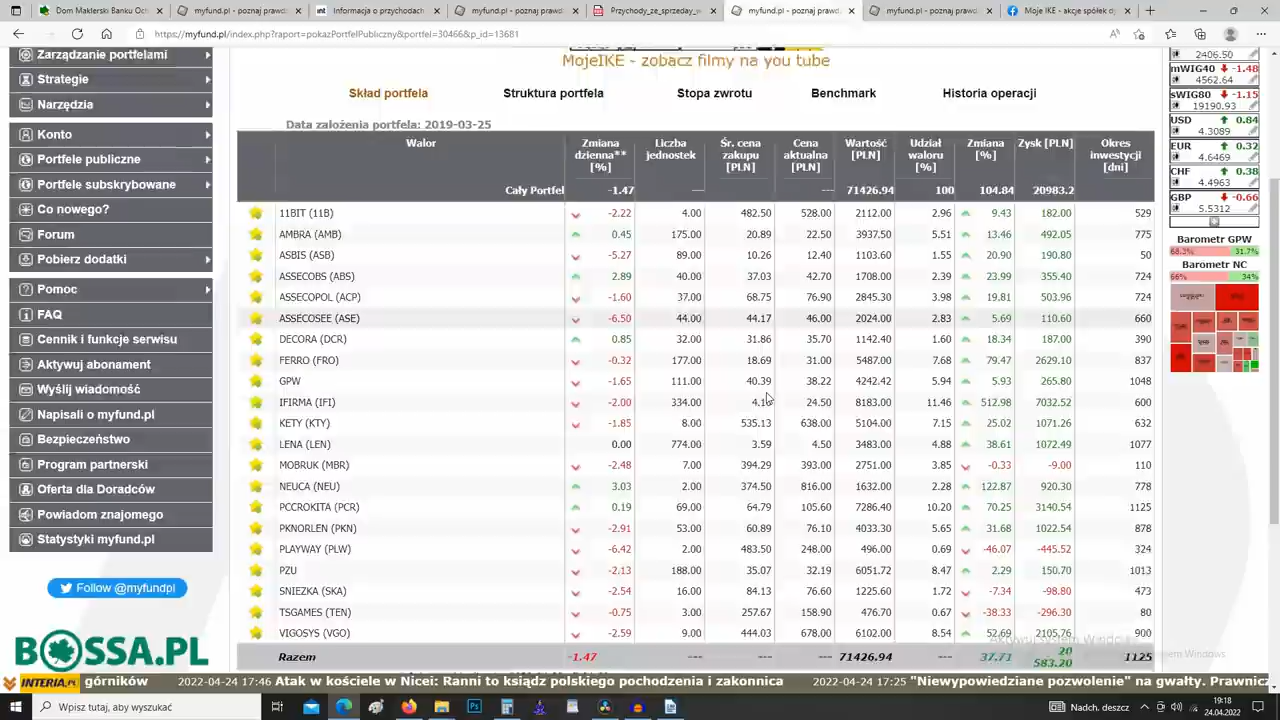 Dom Maklerski Banku Och
myfund.pl - poznaj prawd
Informacja o przychodach
myfund.pl - poznaj prawd
Przychody_ze_sprzeday_w
myfund.pl - poznaj prawd
myfund.pl - poznaj prawd
Moje IKE - akcje spółek dy
https://myfund.pl/index.php?raport=pokazPortfelPubliczny&portfel=30466&p_id=13681
Zarządzanie portfelami
Strategie
Narzędzia
Konto
Portele publiczne
Portele subskrybowane
Co nowego?
Forum
Pobierz dodatki
Pomoc
FAQ
Cennik i funkcje serwisu
Aktywuj abonament
Wyślij wiadomość
Napisali o myfund.pl
Bezpieczeństwo
Program partnerski
Oferta dla Doradców
Powiadom znajomego
Statystyki myfund.pl
Follow @myfundpl
BOSSA.PL
MojeIKE - zobacz filmy na you tube
Skład portfela Struktura portfela Stopa zwrotu Benchmark Historia operacji
Data założenia portfela: 2019-03-25
Walor Zmiana dzienna** [%] Liczba jednostek Śr. cena zakupu [PLN] Cena aktualna [PLN] Wartość [PLN] Udział waloru [%] Zmiana [%] Zysk [PLN] Okres inwestycji [dni]
Cały Portfel -1.47 --- --- 71426.94 100 104.84 20983.2
11BIT (11B) -2.22 4.00 482.50 528.00 2112.00 2.96 9.43 182.00 529
AMBRA (AMB) 0.45 175.00 20.89 22.50 3937.50 5.51 13.46 492.05 775
ASBIS (ASB) -5.27 89.00 10.26 12.40 1103.60 1.55 20.90 190.80 50
ASSECOBS (ABS) 2.89 40.00 37.03 42.70 1708.00 2.39 23.99 355.40 724
ASSECOPOL (ACP) -1.60 37.00 68.75 76.90 2845.30 3.98 19.81 503.96 724
ASSECOSEE (ASE) -6.50 44.00 44.17 46.00 2024.00 2.83 5.69 110.60 660
DECORA (DCR) 0.85 32.00 31.86 35.70 1142.40 1.60 18.34 187.00 390
FERRO (FRO) -0.32 177.00 18.69 31.00 5487.00 7.68 79.47 2629.10 837
GPW -1.65 111.00 40.39 38.22 4242.42 5.94 5.93 265.80 1048
IFIRMA (IFI) -2.00 334.00 24.50 8183.00 11.46 512.98 7032.52 600
KETY (KTY) -1.85 8.00 535.13 638.00 5104.00 7.15 25.02 1071.26 632
LENA (LEN) 0.00 774.00 3.59 4.50 3483.00 4.88 38.61 1072.49 1077
MOBRUK (MBR) -2.48 7.00 394.29 393.00 2751.00 3.85 -0.33 -9.00 110
NEUCA (NEU) 3.03 2.00 374.50 816.00 1632.00 2.28 122.87 920.30 778
PCCROKITA (PCR) 0.19 69.00 64.79 105.60 7286.40 10.20 70.25 3140.54 1125
PKNORLEN (PKN) -2.91 53.00 60.89 76.10 4033.30 5.65 31.68 1022.54 878
PLAYWAY (PLW) -6.42 2.00 483.50 248.00 496.00 0.69 -46.07 -445.52 324
PZU -2.13 188.00 35.07 32.19 6051.72 8.47 2.29 150.70 1013
SNIEZKA (SKA) -2.54 16.00 84.13 76.60 1225.60 1.72 -7.34 -98.80 473
TSGAMES (TEN) -0.75 3.00 257.67 158.90 476.70 0.67 -38.33 -296.30 80
VIGOSYS (VGO) -2.59 9.00 444.03 678.00 6102.00 8.54 52.69 2105.76 900
Razem -1.47 --- --- --- 71426.94 --- 37.71 20 583.20 1125
2406.50
mWIG40 -1.48
4562.64
sWIG80 -1.15
19190.93
USD 0.84
4.3089
EUR 0.32
4.6469
CHF 0.38
4.4963
GBP -0.66
5.5312
Barometr GPW
68.3% 31.7%
Barometr NC
66% 34%
INTERIA.PL górników 2022-04-24 17:46 Atak w kościele w Nicei: Ranni to ksiądz polskiego pochodzenia i zakonnica 2022-04-24 17:25 "Niewypowiedziane pozwolenie" na gwałty. Prawnicz
Wpisz tu wyszukiwane słowa, aby wyszukać
Nadch. deszcz
19:18
24.04.2022